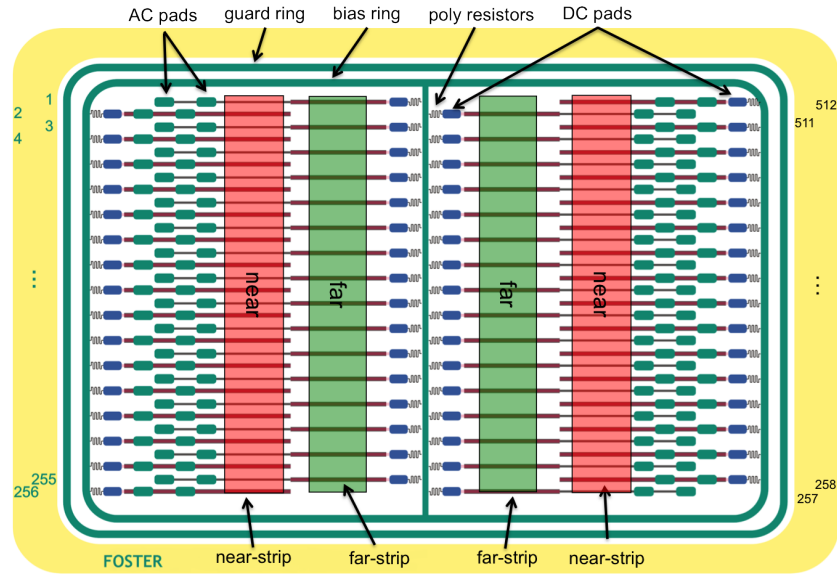 AC pads
guard ring
bias ring
poly resistors
DC pads
1
2
3
4
...
255
256
512
511
...
258
257
near
far
far
near
near-strip
far-strip
far-strip
near-strip
FOSTER